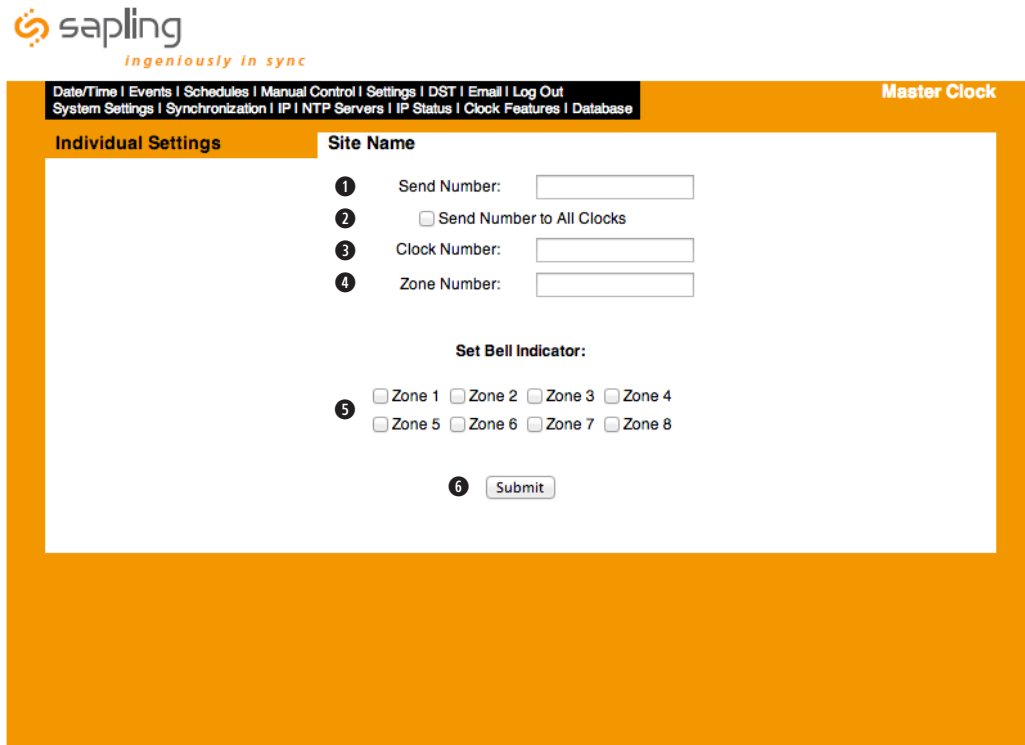 sapling
ingeniously in sync
Date/Time | Events | Schedules | Manual Control | Settings | DST | Email | Log Out
System Settings | Synchronization | IP | NTP Servers | IP Status | Clock Features | Database
Master Clock
Individual Settings
Site Name
1 Send Number:
2 Send Number to All Clocks
3 Clock Number:
4 Zone Number:
Set Bell Indicator:
Zone 1 Zone 2 Zone 3 Zone 4
5
Zone 5 Zone 6 Zone 7 Zone 8
6 Submit